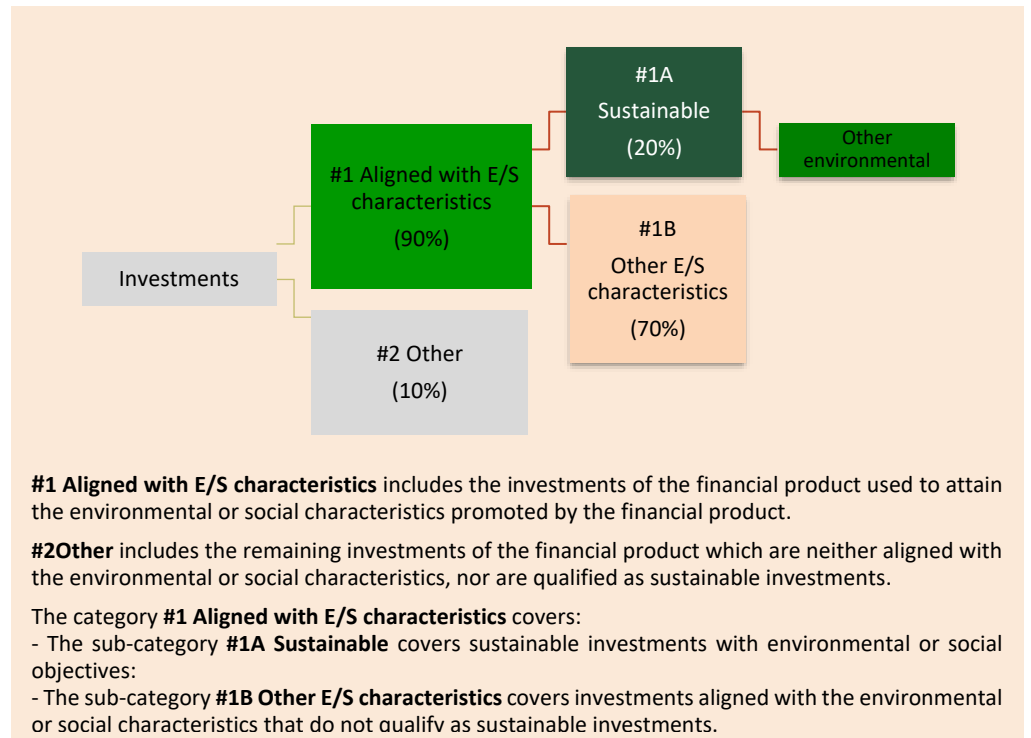 #1A
Sustainable
(20%)
Other
environmental
#1 Aligned with E/S
characteristics
(90%)
#1B
Other E/S
characteristics
(70%)
Investments
#2 Other
(10%)
#1 Aligned with E/S characteristics includes the investments of the financial product used to attain
the environmental or social characteristics promoted by the financial product.
#2Other includes the remaining investments of the financial product which are neither aligned with
the environmental or social characteristics, nor are qualified as sustainable investments.
The category #1 Aligned with E/S characteristics covers:
- The sub-category #1A Sustainable covers sustainable investments with environmental or social
objectives:
- The sub-category #1B Other E/S characteristics covers investments aligned with the environmental
or social characteristics that do not qualify as sustainable investments.